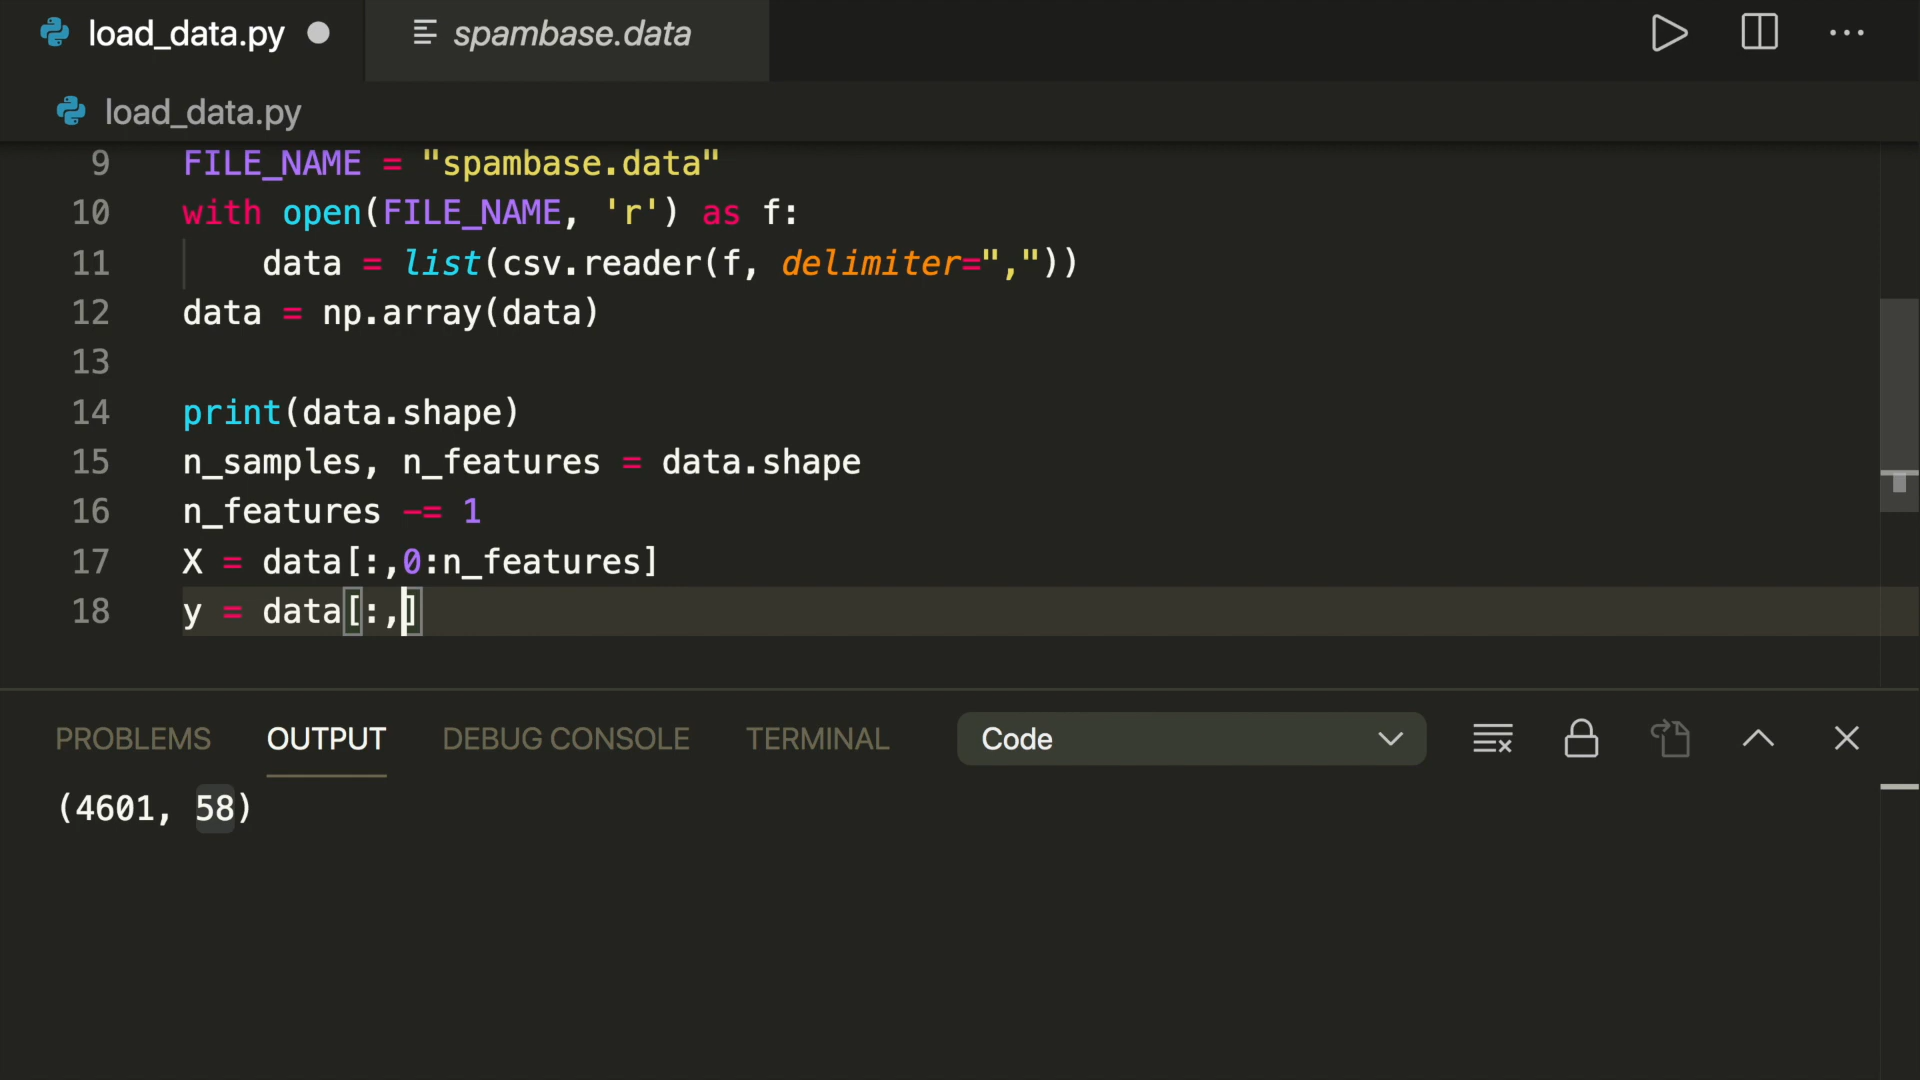 load_data.py
spambase.data
load_data.py
9 FILE_NAME = "spambase.data"
10 with open(FILE_NAME, 'r') as f:
11 data = list(csv.reader(f, delimiter=","))
12 data = np.array(data)
13
14 print(data.shape)
15 n_samples, n_features = data.shape
16 n_features -= 1
17 X = data[:,0:n_features]
18 y = data[:,]
PROBLEMS OUTPUT DEBUG CONSOLE TERMINAL Code
(4601, 58)